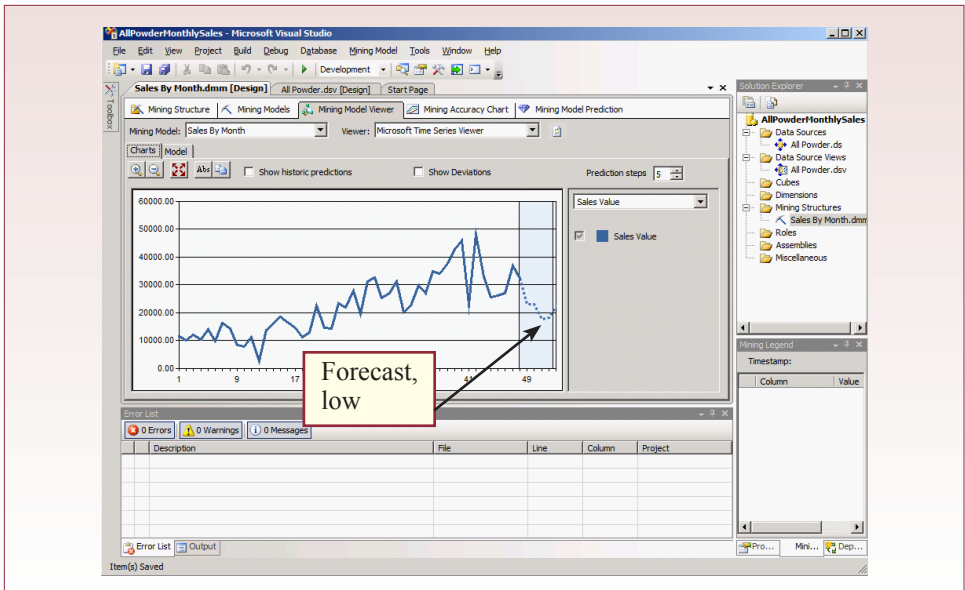 AllPowderMonthlySales - Microsoft Visual Studio
File Edit View Project Build Debug Database Mining Model Tools Window Help
Development
Toolbox
Sales By Month.dmm [Design] All Powder.dsv [Design] Start Page
Mining Structure Mining Models Mining Model Viewer Mining Accuracy Chart Mining Model Prediction
Mining Model: Sales By Month Viewer: Microsoft Time Series Viewer
Charts Model
Abs Show historic predictions Show Deviations Prediction steps 5
60000.00
50000.00
40000.00
30000.00
20000.00
10000.00
0.00
1 9 17 41 49
Sales Value
Sales Value
Forecast,
low
Solution Explorer
AllPowderMonthlySales
Data Sources
All Powder.ds
Data Source Views
All Powder.dsv
Cubes
Dimensions
Mining Structures
Sales By Month.dmm
Roles
Assemblies
Miscellaneous
Mining Legend
Timestamp:
Column Value
Error List
0 Errors 0 Warnings 0 Messages
Description File Line Column Project
Error List Output
Pro... Mini... Dep...
Item(s) Saved